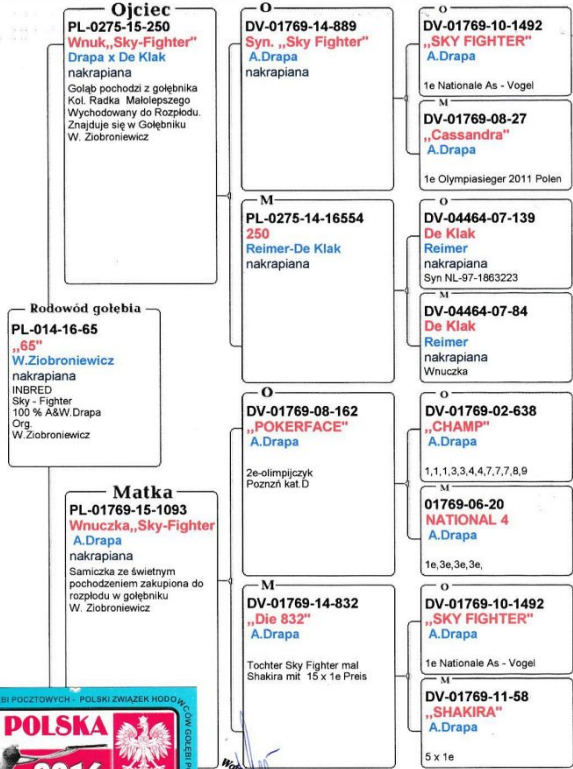 Ojciec
PL-0275-15-250
Wnuk,,Sky-Fighter"
Drapa x De Klak
nakrapiana
Gołąb pochodzi z gołębnika
Kol. Radka Małolepszego
Wychodowany do Rozpłodu.
Znajduje się w Gołębniku
W. Ziobroniewicz
O
DV-01769-14-889
Syn. ,,Sky Fighter"
A.Drapa
nakrapiana
O
DV-01769-10-1492
,,SKY FIGHTER"
A.Drapa
1e Nationale As - Vogel
M
DV-01769-08-27
,,Cassandra"
A.Drapa
1e Olympiasieger 2011 Polen
M
PL-0275-14-16554
250
Reimer-De Klak
nakrapiana
O
DV-04464-07-139
De Klak
Reimer
nakrapiana
Syn NL-97-1863223
M
DV-04464-07-84
De Klak
Reimer
nakrapiana
Wnuczka
Rodowód gołębia
PL-014-16-65
,,65"
W.Ziobroniewicz
nakrapiana
INBRED
Sky - Fighter
100 % A&W.Drapa
Org.
W.Ziobroniewicz
Matka
PL-01769-15-1093
Wnuczka,,Sky-Fighter
A.Drapa
nakrapiana
Samiczka ze świetnym
pochodzeniem zakupiona do
rozpłodu w gołębniku
W. Ziobroniewicz
O
DV-01769-08-162
,,POKERFACE"
A.Drapa
2e-olimpijczyk
Poznzń kat.D
O
DV-01769-02-638
,,CHAMP"
A.Drapa
1,1,1,3,3,4,4,7,7,7,8,9
M
01769-06-20
NATIONAL 4
A.Drapa
1e,3e,3e,3e,
M
DV-01769-14-832
,,Die 832"
A.Drapa
Tochter Sky Fighter mal
Shakira mit 15 x 1e Preis
O
DV-01769-10-1492
,,SKY FIGHTER"
A.Drapa
1e Nationale As - Vogel
M
DV-01769-11-58
,,SHAKIRA"
A.Drapa
5 x 1e
BI POCZTOWYCH - POLSKI ZWIĄZEK HODOWCÓW GOŁĘBI P
POLSKA